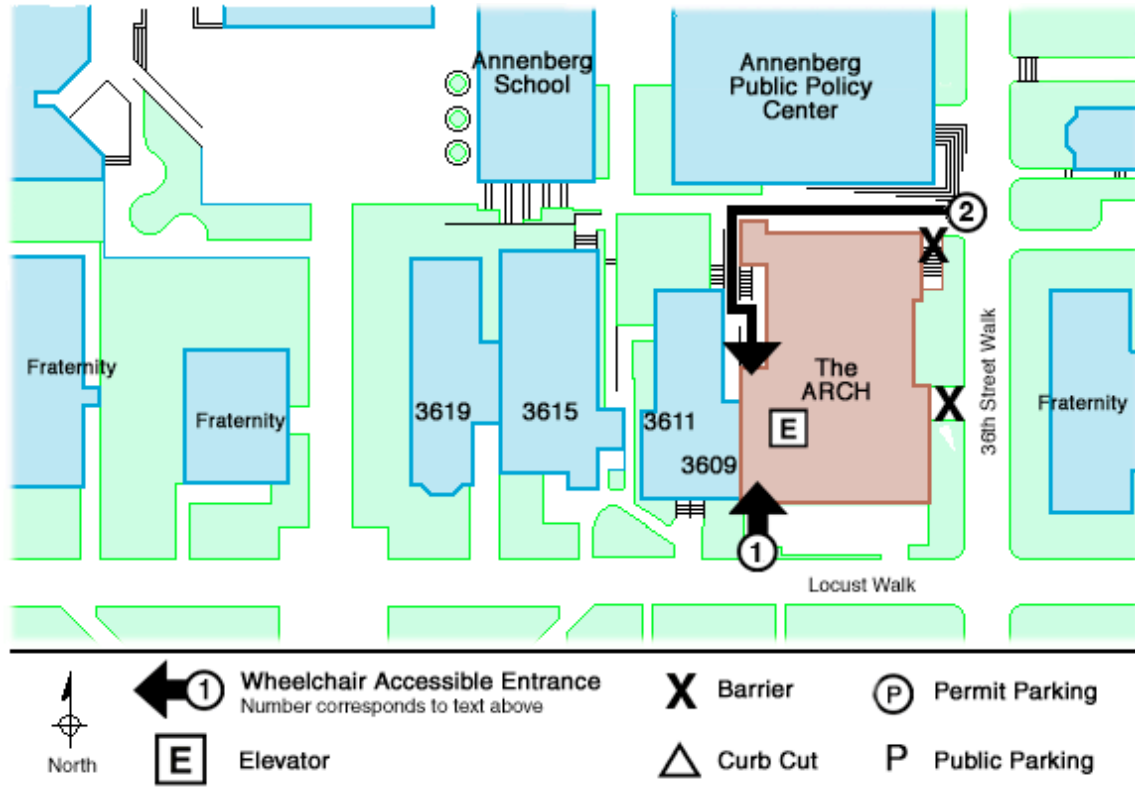 Annenberg
School
Annenberg
Public Policy
Center
2
X
Fraternity
Fraternity
3619
3615
3611
3609
The
ARCH
E
X
36th Street Walk
Fraternity
1
Locust Walk
North
1
Wheelchair Accessible Entrance
Number corresponds to text above
E
Elevator
X
Barrier
Curb Cut
P
Permit Parking
P
Public Parking